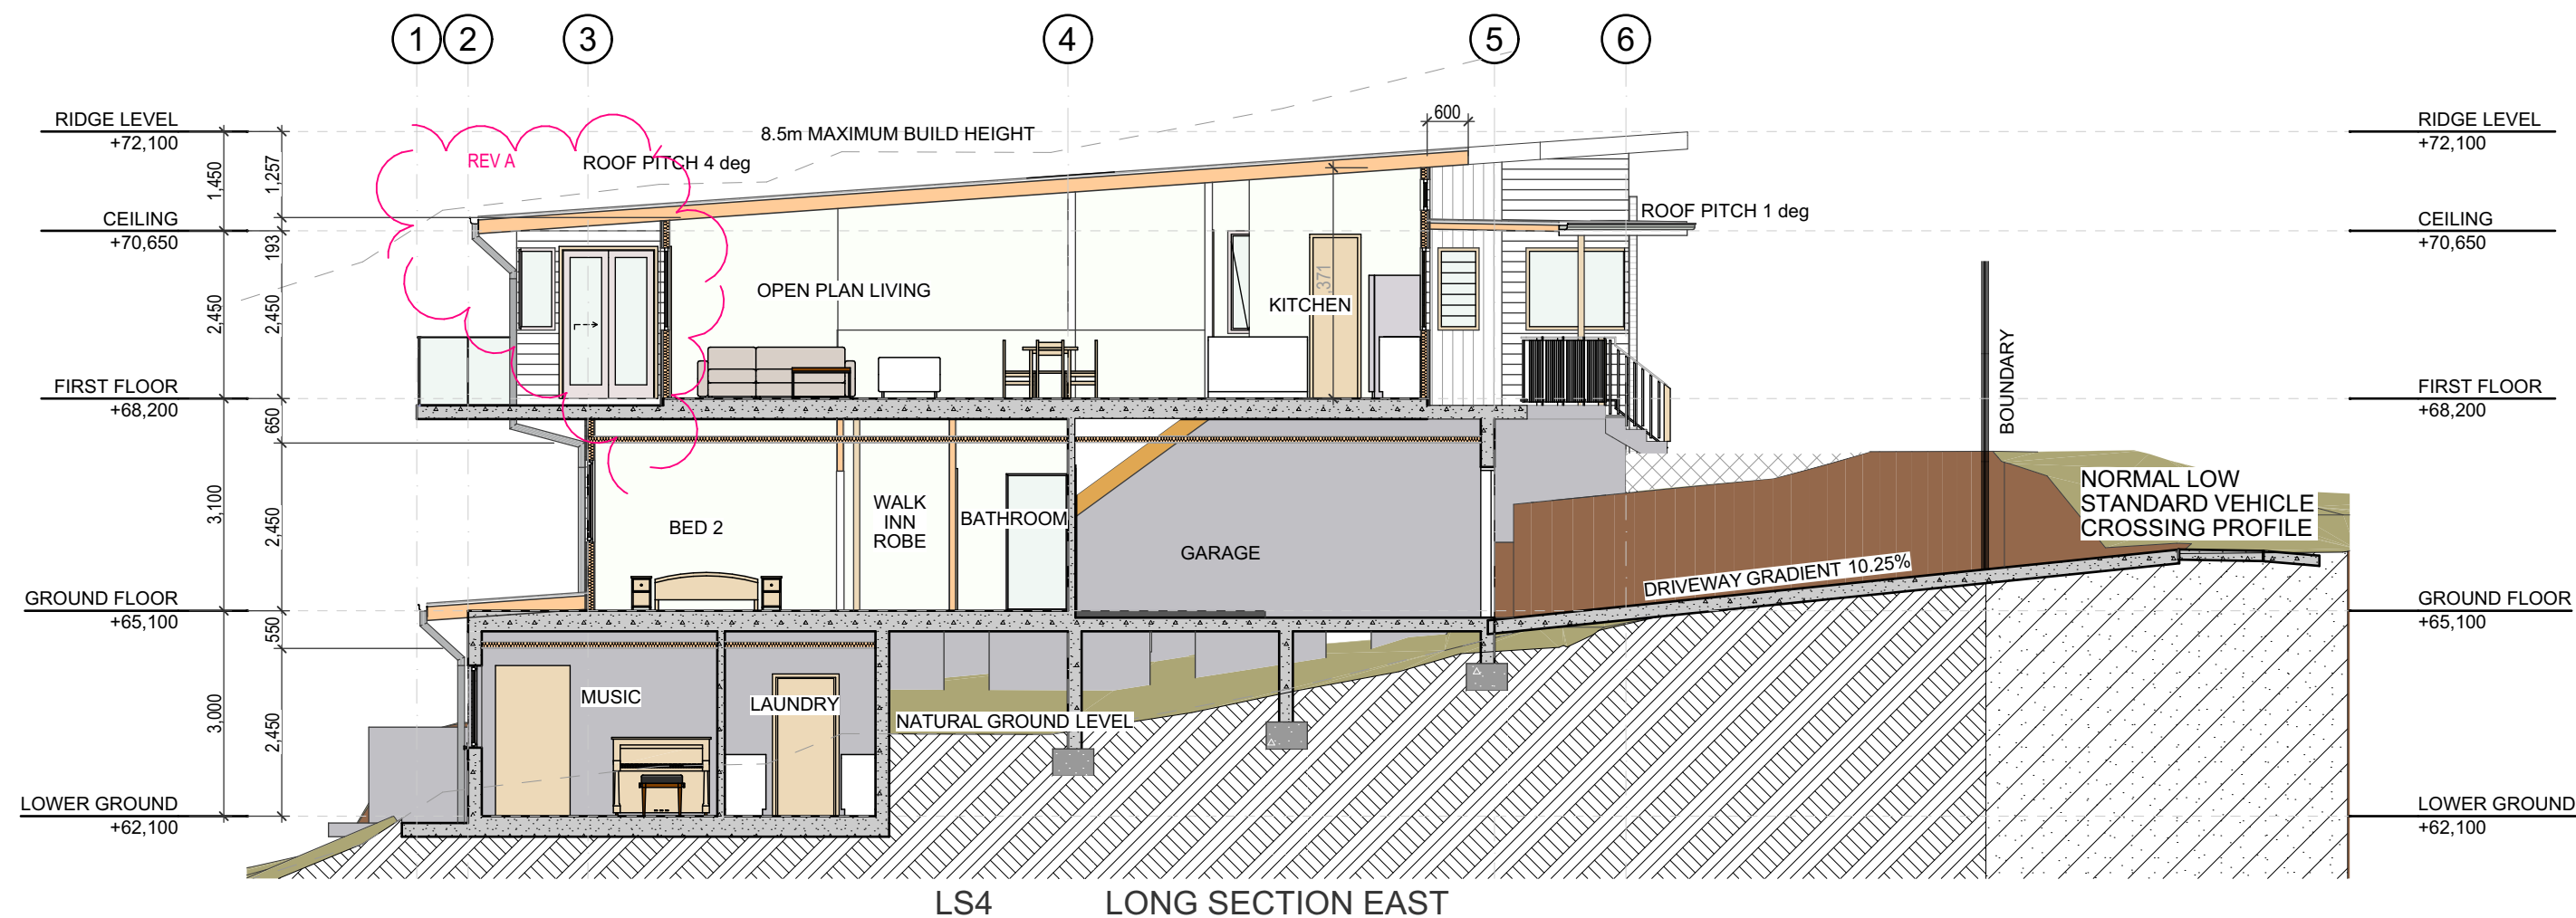 1
2
3
4
5
6
RIDGE LEVEL
+72,100
CEILING
+70,650
FIRST FLOOR
+68,200
GROUND FLOOR
+65,100
LOWER GROUND
+62,100
1,450
2,450
3,100
3,000
1,257
193
2,450
650
2,450
550
2,450
REV A
ROOF PITCH 4 deg
8.5m MAXIMUM BUILD HEIGHT
600
ROOF PITCH 1 deg
OPEN PLAN LIVING
KITCHEN
BED 2
WALK
INN
ROBE
BATHROOM
GARAGE
MUSIC
LAUNDRY
NATURAL GROUND LEVEL
DRIVEWAY GRADIENT 10.25%
BOUNDARY
NORMAL LOW
STANDARD VEHICLE
CROSSING PROFILE
RIDGE LEVEL
+72,100
CEILING
+70,650
FIRST FLOOR
+68,200
GROUND FLOOR
+65,100
LOWER GROUND
+62,100
LS4 LONG SECTION EAST